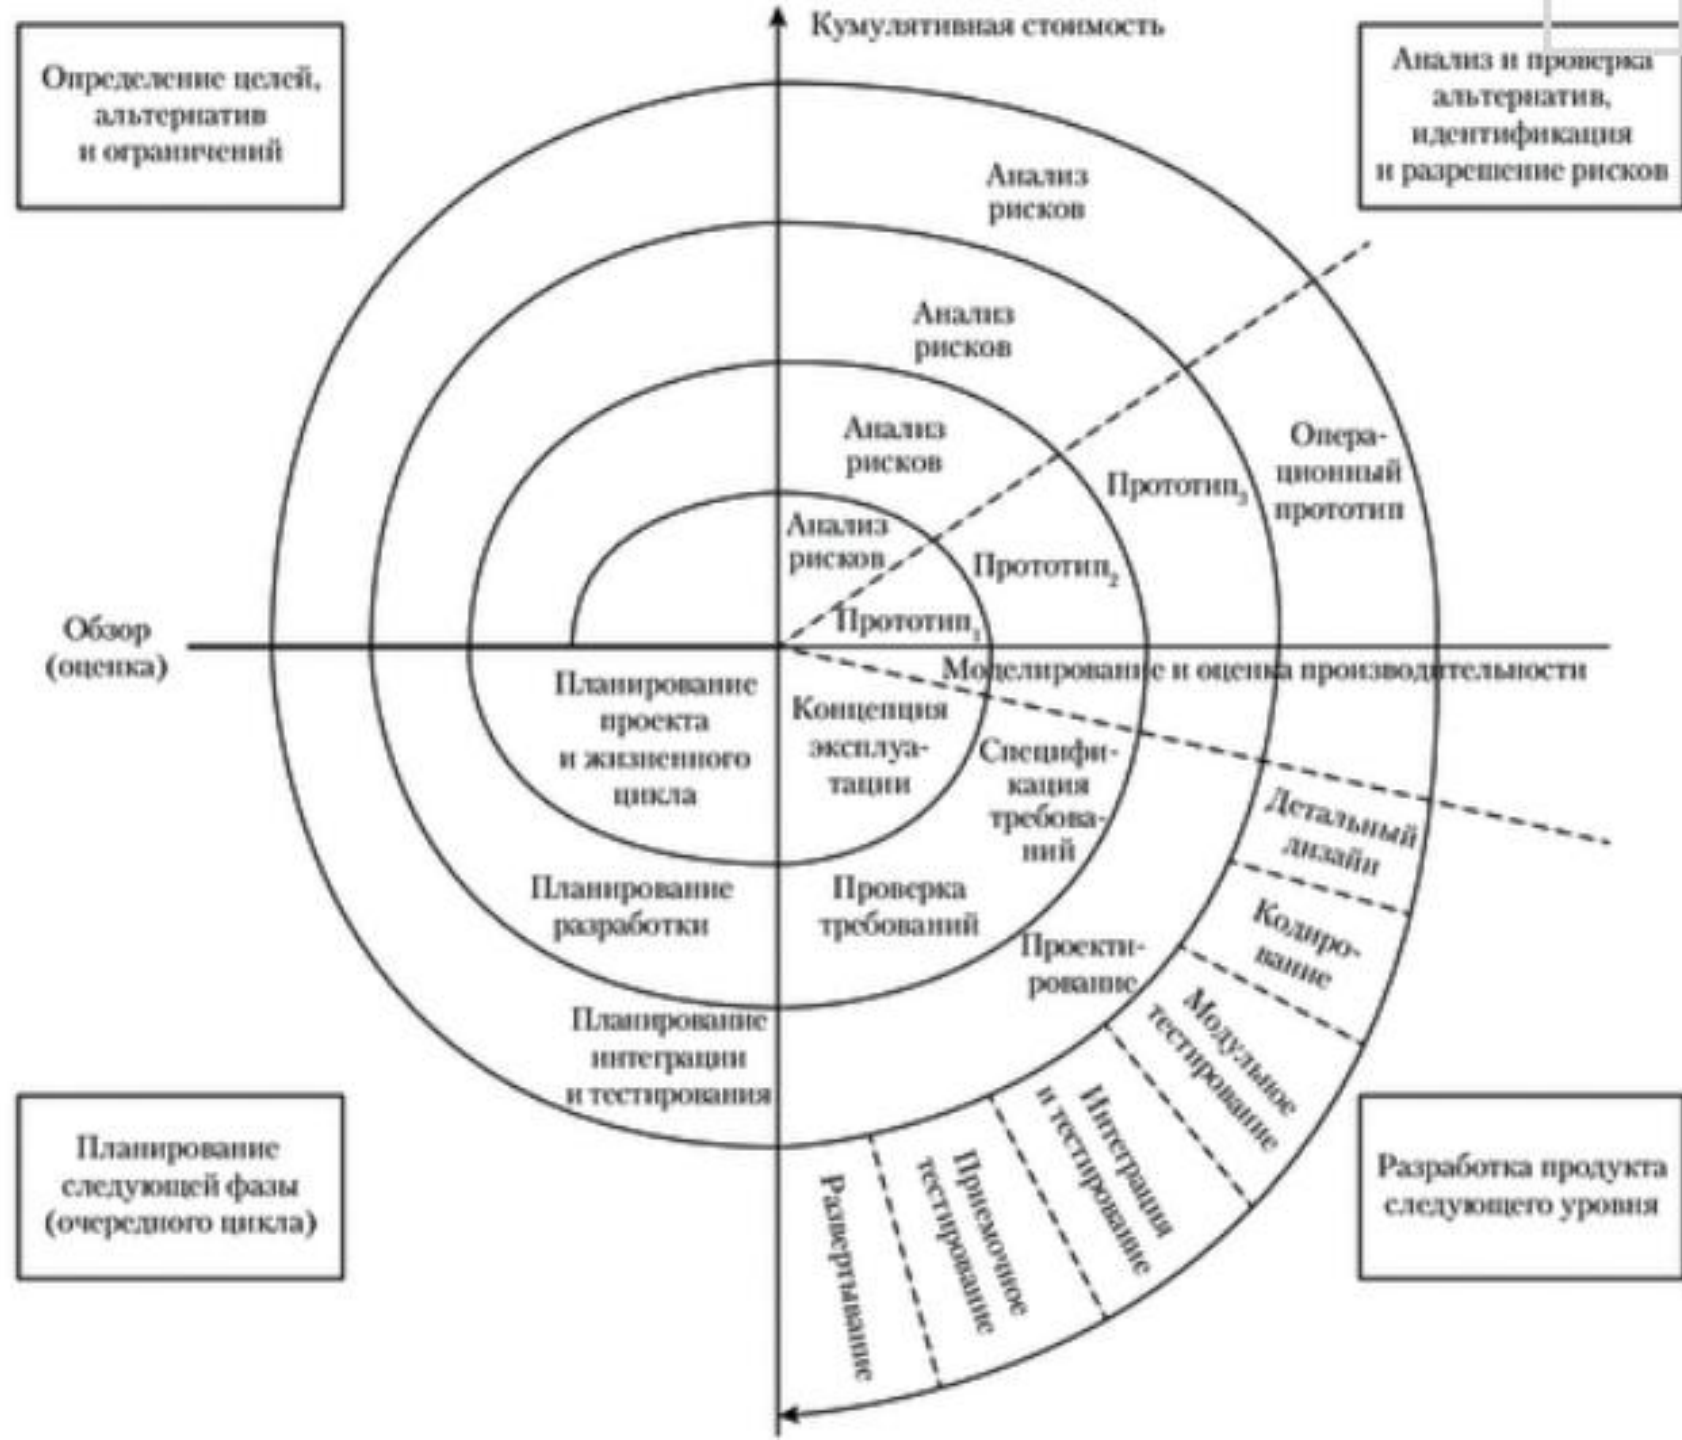 Кумулятивная стоимость
Определение целей,
альтернатив
и ограничений
Анализ и проверка
альтернатив,
идентификация
и разрешение рисков
Анализ
рисков
Анализ
рисков
Анализ
рисков
Анализ
рисков
Опера-
ционный
прототип
Прототип3
Прототип2
Прототип1
Обзор
(оценка)
Моделирование и оценка производительности
Планирование
проекта
и жизненного
цикла
Концепция
эксплуа-
тации
Специфи-
кация
требова-
ний
Детальный
дизайн
Планирование
разработки
Проверка
требований
Проекти-
рование
Кодиро-
вание
Модульное
тестирование
Планирование
интеграции
и тестирования
Интеграция
и тестирование
Приемочное
тестирование
Развертывание
Планирование
следующей фазы
(очередного цикла)
Разработка продукта
следующего уровня